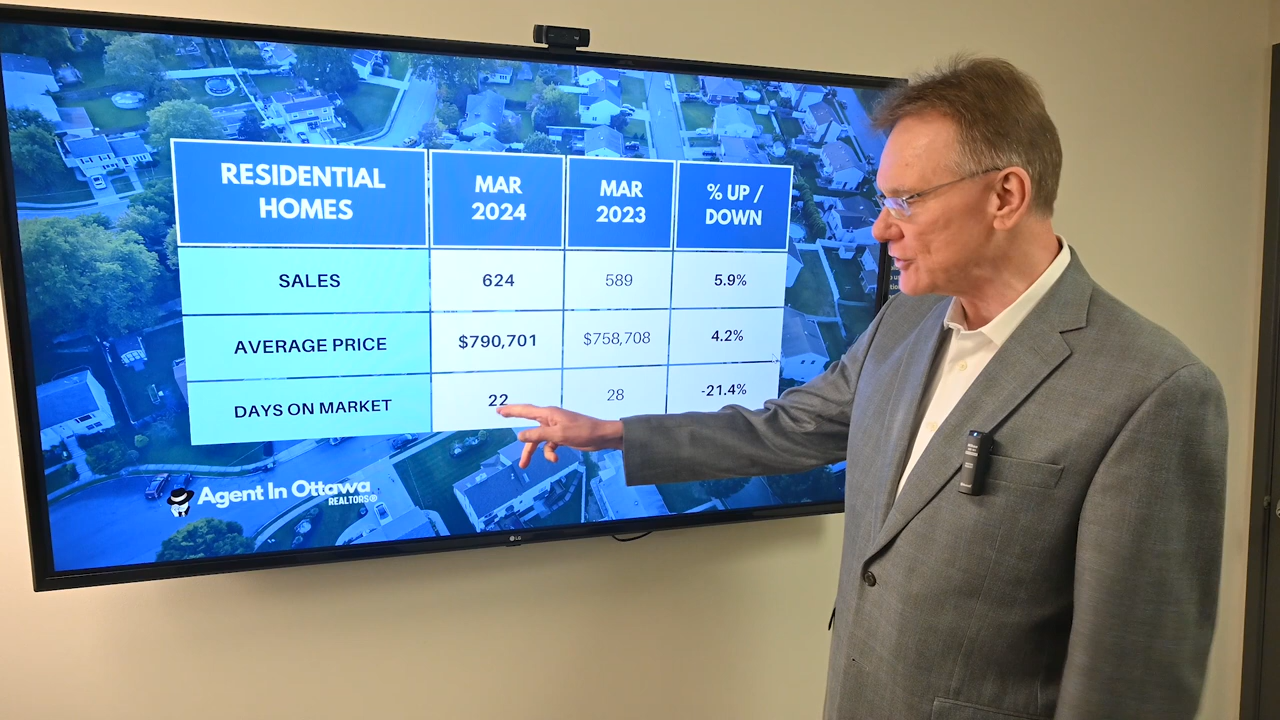 RESIDENTIAL
HOMES
MAR
2024
MAR
2023
% UP /
DOWN
SALES
624
589
5.9%
AVERAGE PRICE
$790,701
$758,708
4.2%
DAYS ON MARKET
22
28
-21.4%
Agent In Ottawa
REALTORS®
LG